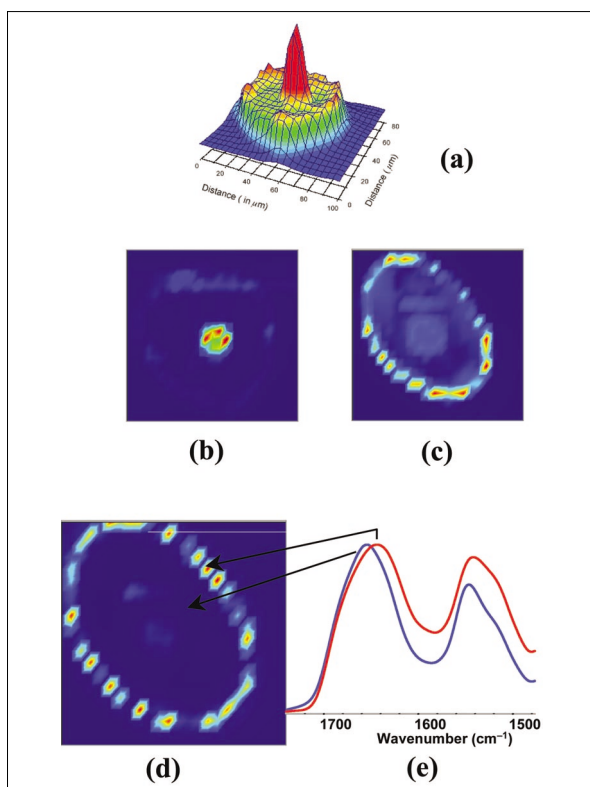 0
20
40
60
80
100
Distance ( in μm)
0
20
40
60
80
Distance ( μm)
(a)
(b)
(c)
(d)
1700
1600
1500
Wavenumber (cm⁻¹)
(e)